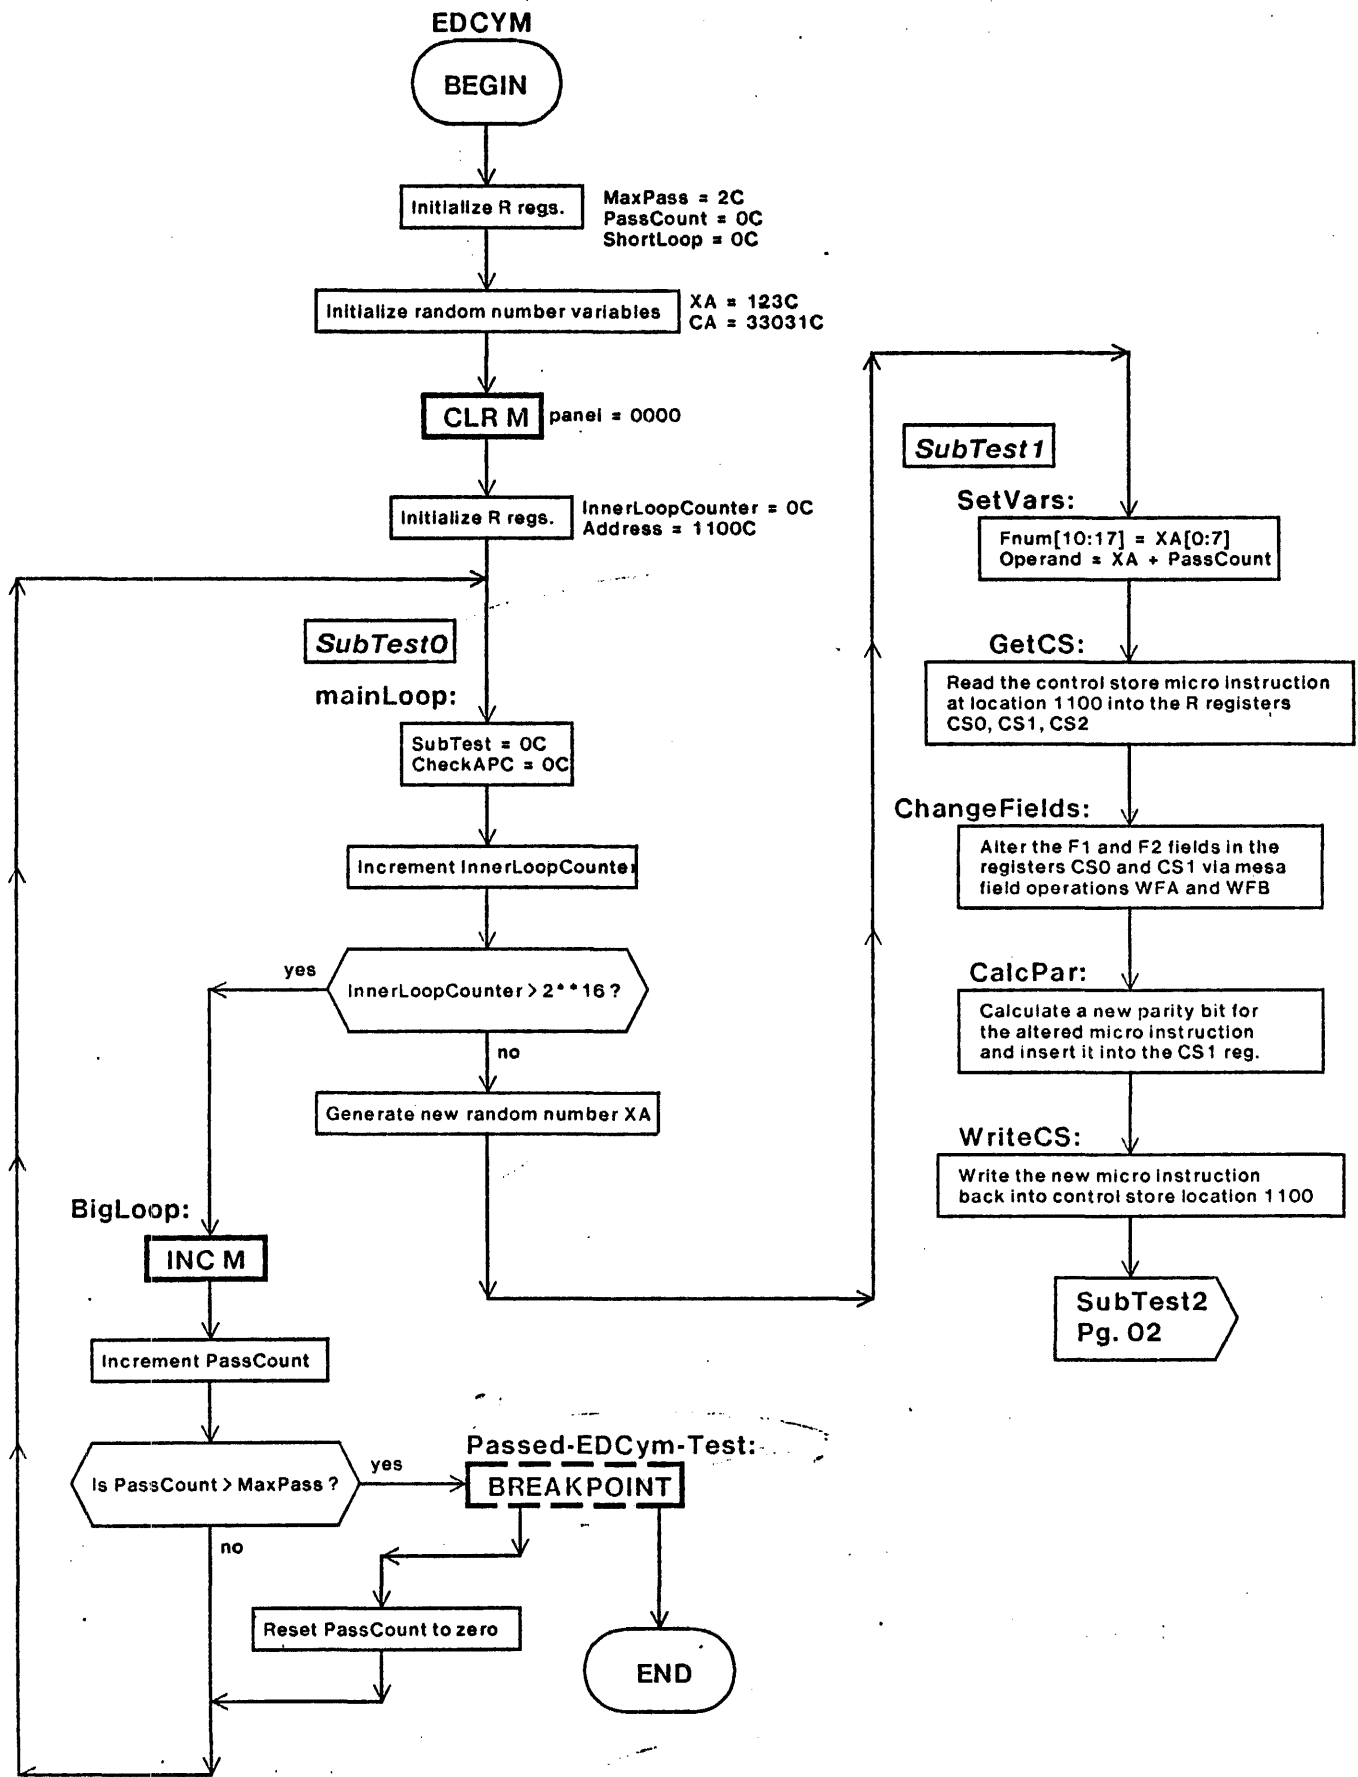 EDCYM
BEGIN
Initialize R regs.
MaxPass = 2C
PassCount = 0C
ShortLoop = 0C
Initialize random number variables
XA = 123C
CA = 33031C
CLR M
panel = 0000
Initialize R regs.
InnerLoopCounter = 0C
Address = 1100C
SubTest0
mainLoop:
SubTest = 0C
CheckAPC = 0C
Increment InnerLoopCounter
InnerLoopCounter > 2**16 ?
yes
no
Generate new random number XA
BigLoop:
INC M
Increment PassCount
Is PassCount > MaxPass ?
yes
no
Passed-EDCym-Test:
BREAKPOINT
Reset PassCount to zero
END
SubTest1
SetVars:
Fnum[10:17] = XA[0:7]
Operand = XA + PassCount
GetCS:
Read the control store micro instruction
at location 1100 into the R registers
CS0, CS1, CS2
ChangeFields:
Alter the F1 and F2 fields in the
registers CS0 and CS1 via mesa
field operations WFA and WFB
CalcPar:
Calculate a new parity bit for
the altered micro instruction
and insert it into the CS1 reg.
WriteCS:
Write the new micro instruction
back into control store location 1100
SubTest2
Pg. 02